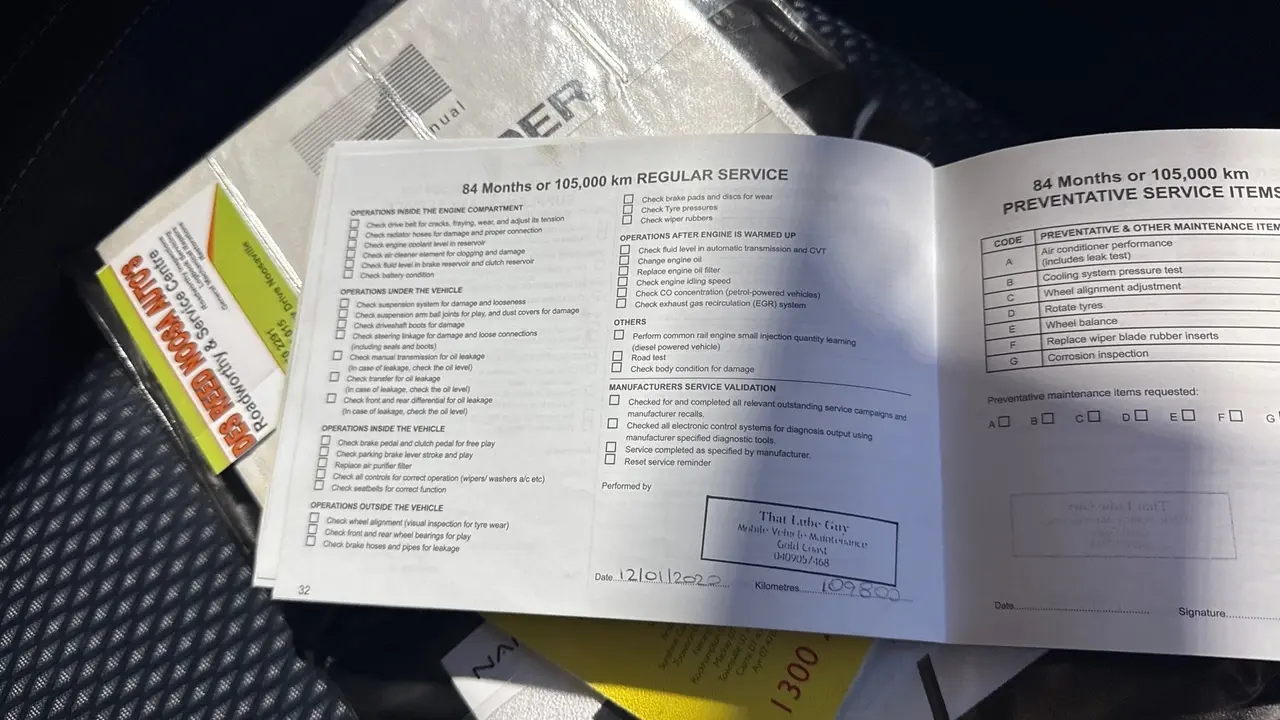 nual
DER
DES REED NOOSA AUTO'S
Roadworthy & Service Centre
Drive Noosaville
84 Months or 105,000 km REGULAR SERVICE
OPERATIONS INSIDE THE ENGINE COMPARTMENT
Check drive belt for cracks, fraying, wear, and adjust its tension
Check radiator hoses for damage and proper connection
Check engine coolant level in reservoir
Check air cleaner element for clogging and damage
Check fluid level in brake reservoir and clutch reservoir
Check battery condition
OPERATIONS UNDER THE VEHICLE
Check suspension system for damage and looseness
Check suspension arm ball joints for play, and dust covers for damage
Check driveshaft boots for damage
Check steering linkage for damage and loose connections
(including seals and boots)
Check manual transmission for oil leakage
(In case of leakage, check the oil level)
Check transfer for oil leakage
(In case of leakage, check the oil level)
Check front and rear differential for oil leakage
(In case of leakage, check the oil level)
OPERATIONS INSIDE THE VEHICLE
Check brake pedal and clutch pedal for free play
Check parking brake lever stroke and play
Replace air purifier filter
Check all controls for correct operation (wipers/ washers a/c etc)
Check seatbelts for correct function
OPERATIONS OUTSIDE THE VEHICLE
Check wheel alignment (visual inspection for tyre wear)
Check front and rear wheel bearings for play
Check brake hoses and pipes for leakage
32
Check brake pads and discs for wear
Check Tyre pressures
Check wiper rubbers
OPERATIONS AFTER ENGINE IS WARMED UP
Check fluid level in automatic transmission and CVT
Change engine oil
Replace engine oil filter
Check engine idling speed
Check CO concentration (petrol-powered vehicles)
Check exhaust gas recirculation (EGR) system
OTHERS
Perform common rail engine small injection quantity learning
(diesel powered vehicle)
Road test
Check body condition for damage
MANUFACTURERS SERVICE VALIDATION
Checked for and completed all relevant outstanding service campaigns and
manufacturer recalls.
Checked all electronic control systems for diagnosis output using
manufacturer specified diagnostic tools.
Service completed as specified by manufacturer.
Reset service reminder
Performed by
That Lube Guy
Mobile Vehicle Maintenance
Gold Coast
0409057468
Date 12/01/2020 Kilometres 109800
84 Months or 105,000 km
PREVENTATIVE SERVICE ITEMS
CODE PREVENTATIVE & OTHER MAINTENANCE ITEM
A Air conditioner performance
(includes leak test)
B Cooling system pressure test
C Wheel alignment adjustment
D Rotate tyres
E Wheel balance
F Replace wiper blade rubber inserts
G Corrosion inspection
Preventative maintenance items requested:
A B C D E F G
Date Signature
NA
1300